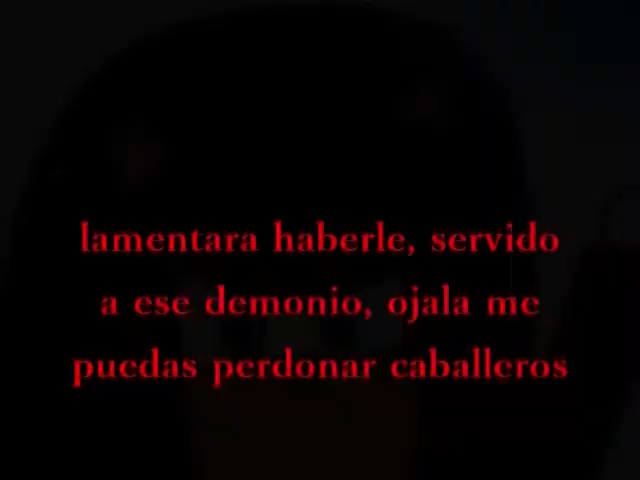 lamentara haberle, servido
a ese demonio, ojala me
puedas perdonar caballeros